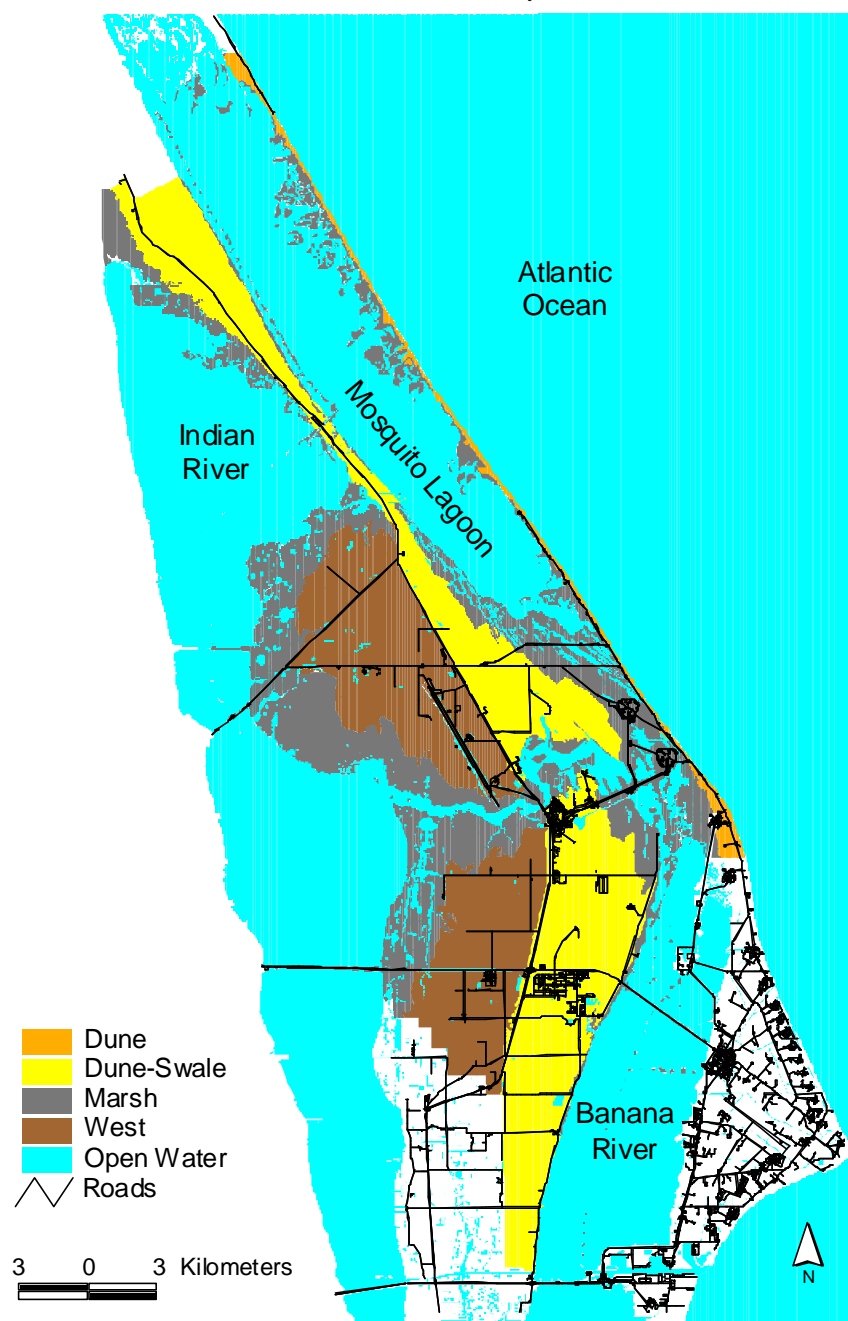 Atlantic
Ocean
Mosquito Lagoon
Indian
River
Dune
Dune-Swale
Marsh
West
Open Water
Roads
Banana
River
3 0 3 Kilometers
N